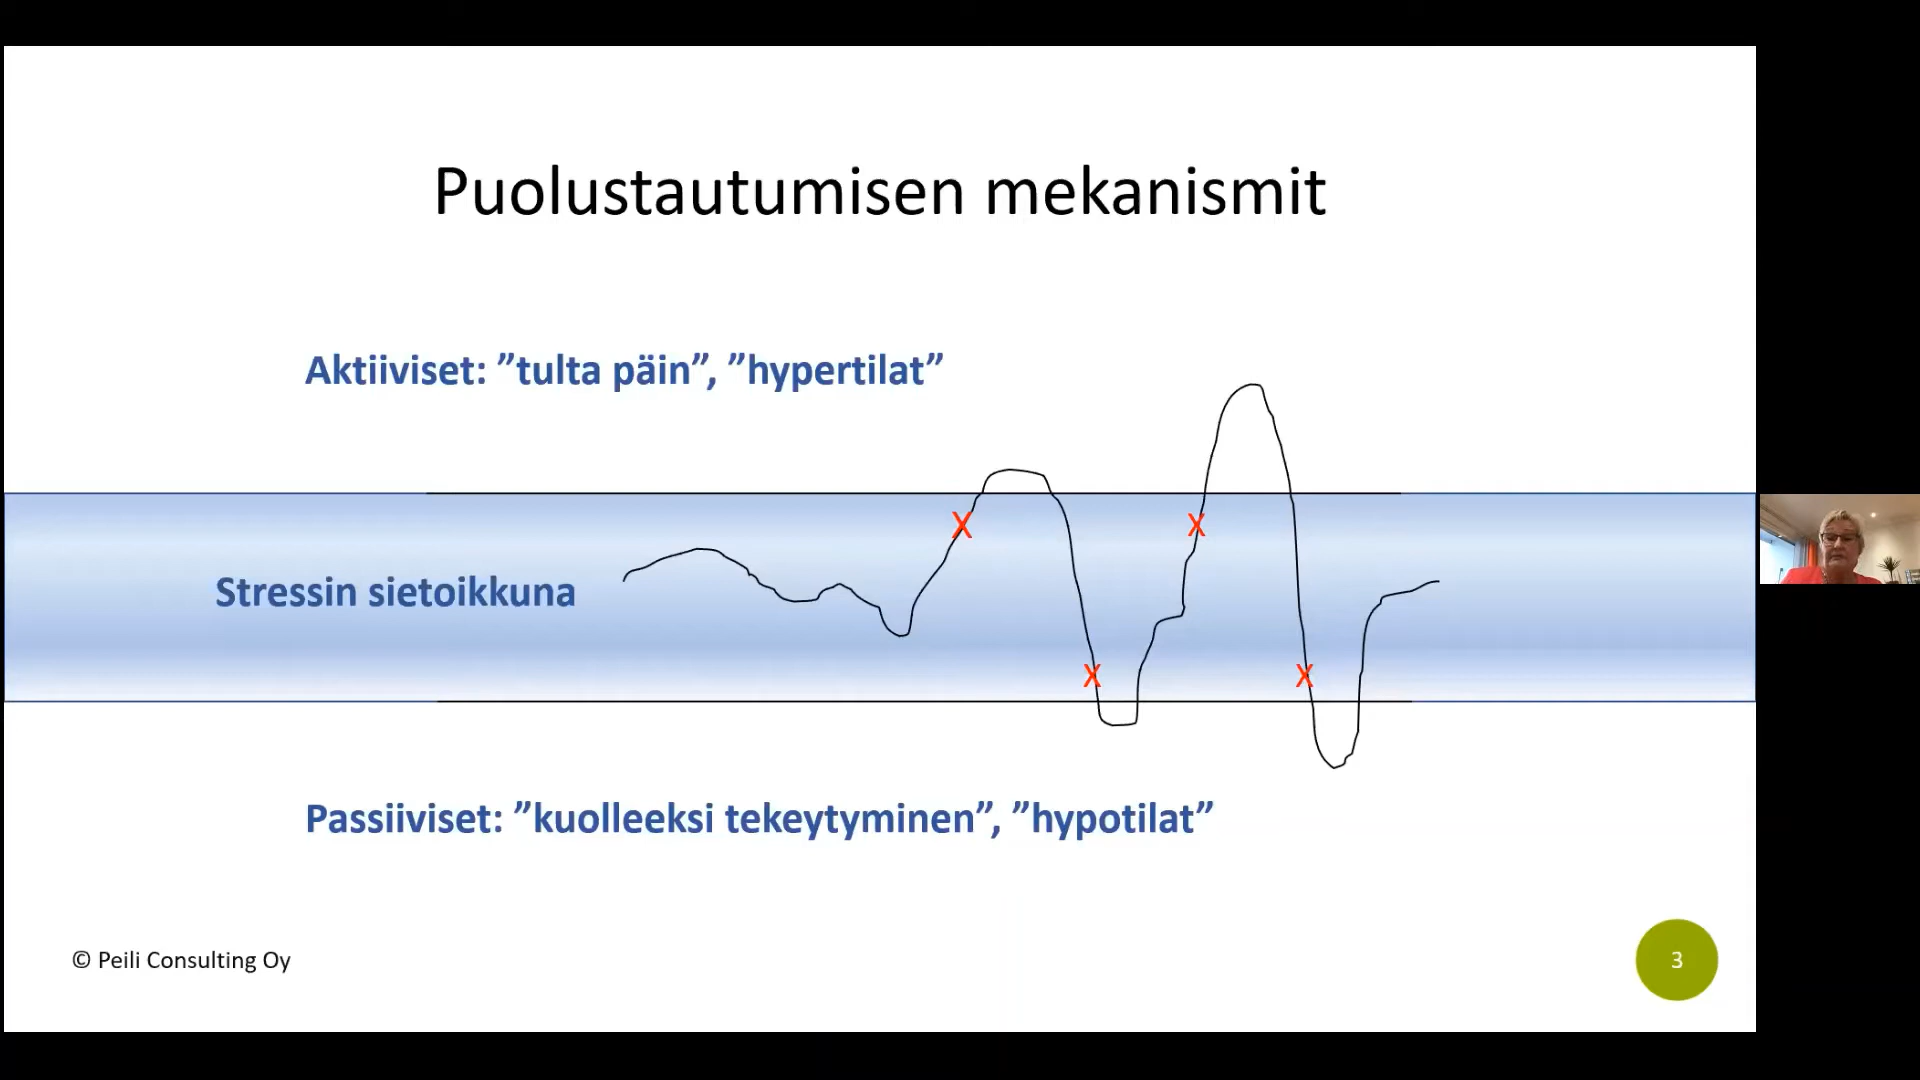 Puolustautumisen mekanismit
Aktiiviset: ”tulta päin”, ”hypertilat”
X X
Stressin sietoikkuna
X X
Passiiviset: ”kuolleeksi tekeytyminen”, ”hypotilat”
© Peili Consulting Oy
3